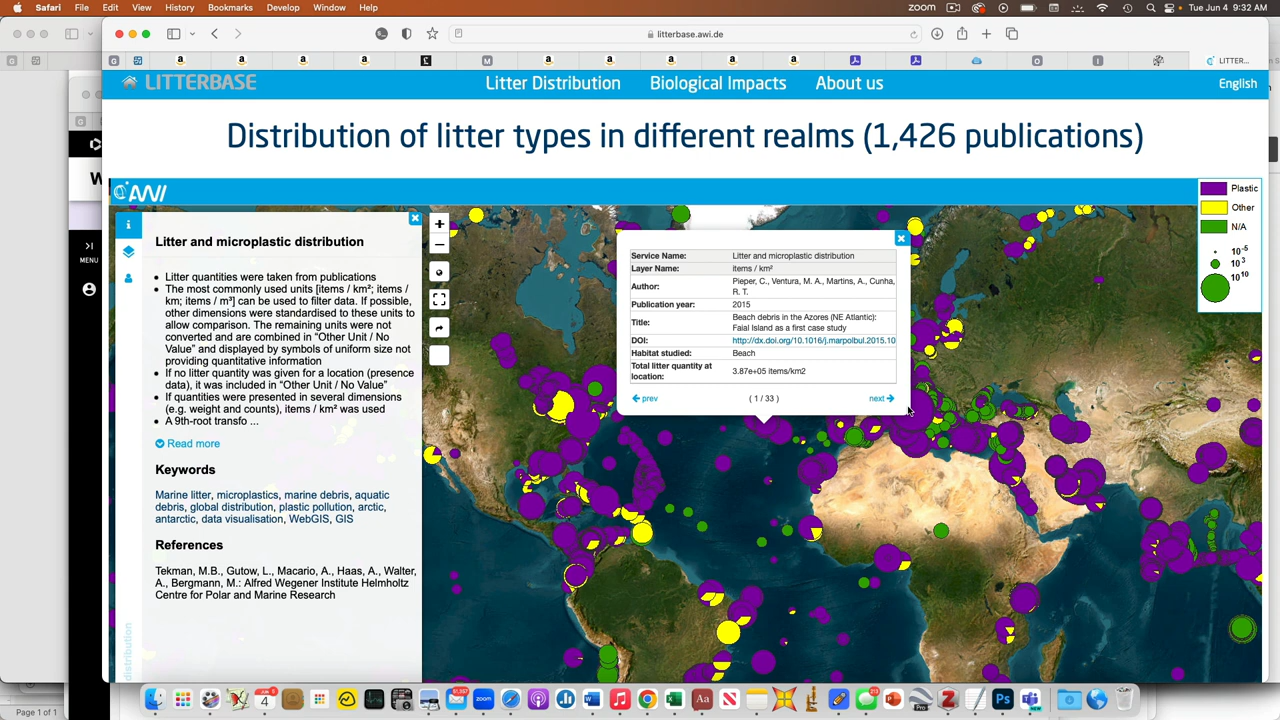 Safari File Edit View History Bookmarks Develop Window Help
zoom Tue Jun 4 9:32 AM
litterbase.awi.de
LITTER...
LITTERBASE
Litter Distribution Biological Impacts About us
English
Distribution of litter types in different realms (1,426 publications)
AWI
Plastic
Other
N/A
10-5
10 3
10 10
Litter and microplastic distribution
Litter quantities were taken from publications
The most commonly used units [items / km²; items /
km; items / m³] can be used to filter data. If possible,
other dimensions were standardised to these units to
allow comparison. The remaining units were not
converted and are combined in “Other Unit / No
Value” and displayed by symbols of uniform size not
providing quantitative information
If no litter quantity was given for a location (presence
data), it was included in “Other Unit / No Value”
If quantities were presented in several dimensions
(e.g. weight and counts), items / km² was used
A 9th-root transfo ...
Read more
Keywords
Marine litter, microplastics, marine debris, aquatic
debris, global distribution, plastic pollution, arctic,
antarctic, data visualisation, WebGIS, GIS
References
Tekman, M.B., Gutow, L., Macario, A., Haas, A., Walter,
A., Bergmann, M.: Alfred Wegener Institute Helmholtz
Centre for Polar and Marine Research
distribution
Service Name: Litter and microplastic distribution
Layer Name: items / km²
Author: Pieper, C., Ventura, M. A., Martins, A., Cunha,
R. T.
Publication year: 2015
Title: Beach debris in the Azores (NE Atlantic):
Faial Island as a first case study
DOI: http://dx.doi.org/10.1016/j.marpolbul.2015.10
Habitat studied: Beach
Total litter quantity at
location: 3.87e+05 items/km2
prev ( 1 / 33 ) next
W
MENU
Page 1 of 1